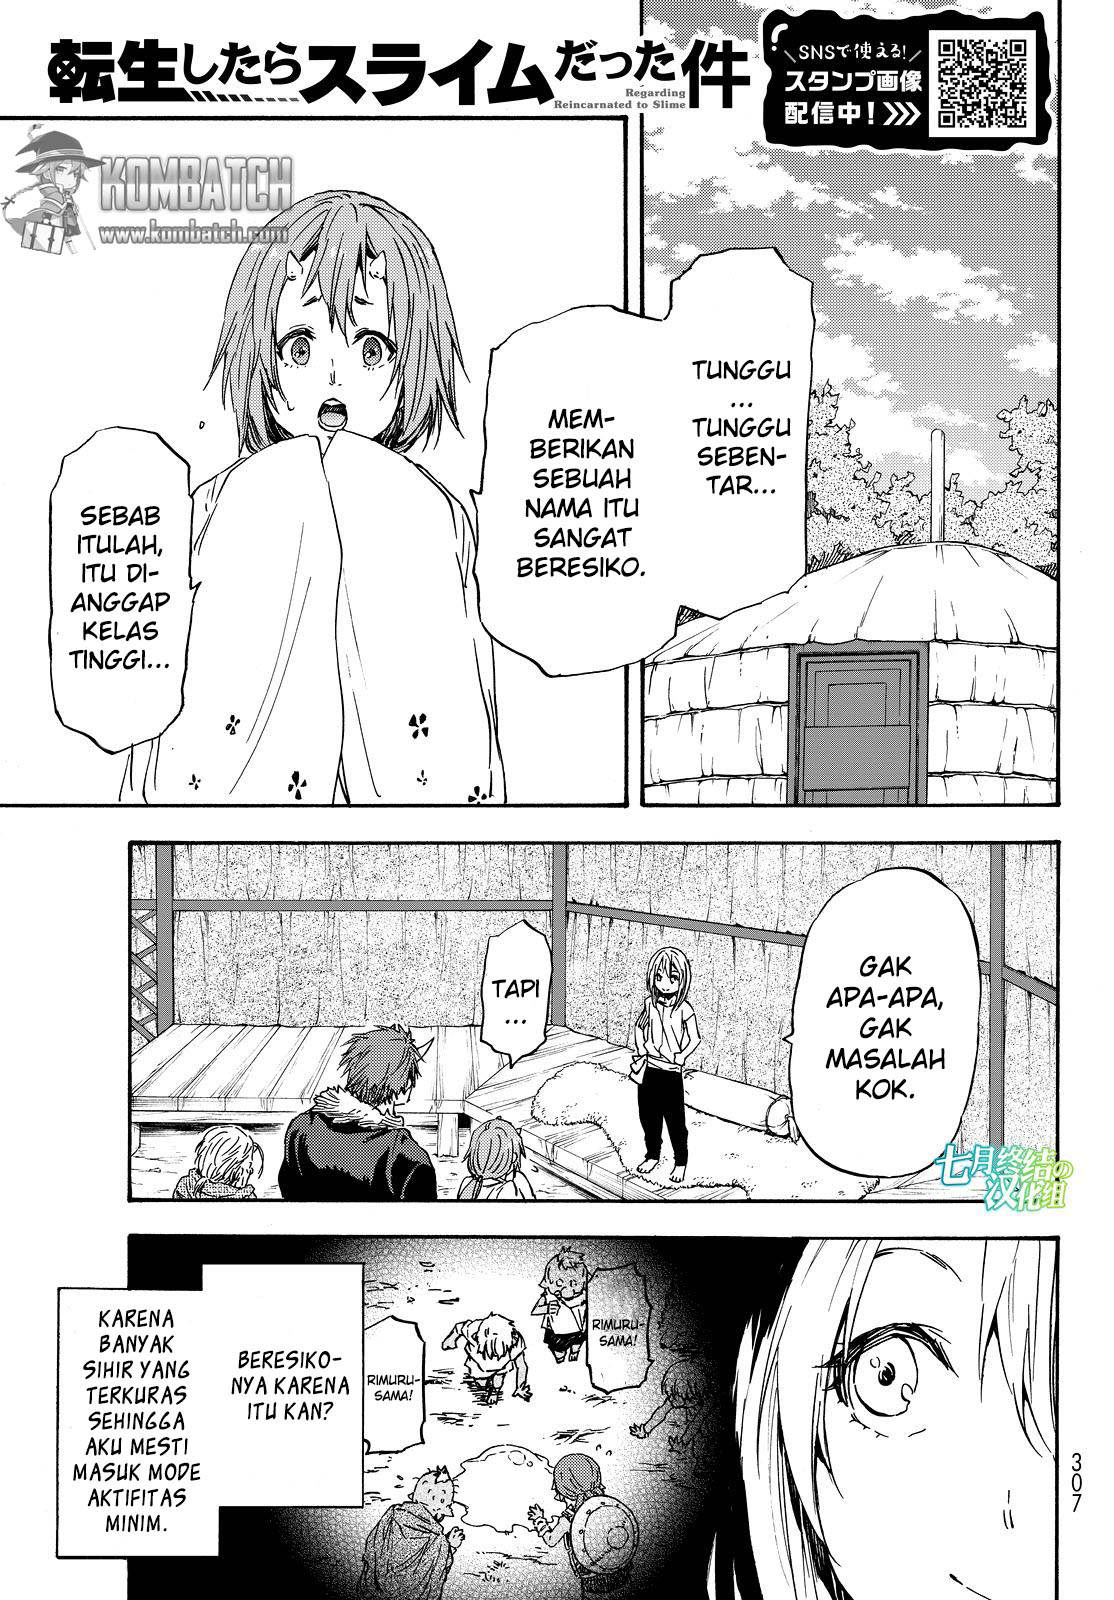 転生したらスライムだった件
Regarding
Reincarnated to Slime
SNSで使える!
スタンプ画像
配信中!
KOMBATCH
www.kombatch.com
TUNGGU
...
TUNGGU
SEBEN-
TAR...
MEM-
BERIKAN
SEBUAH
NAMA ITU
SANGAT
BERESIKO.
SEBAB
ITULAH,
ITU DI-
ANGGAP
KELAS
TINGGI...
GAK
APA-APA,
GAK
MASALAH
KOK.
TAPI
...
七月终结の
汉化组
RIMURU-
SAMA!
RIMURU-
SAMA!
BERESIKO-
NYA KARENA
ITU KAN?
KARENA
BANYAK
SIHIR YANG
TERKURAS
SEHINGGA
AKU MESTI
MASUK MODE
AKTIFITAS
MINIM.
307